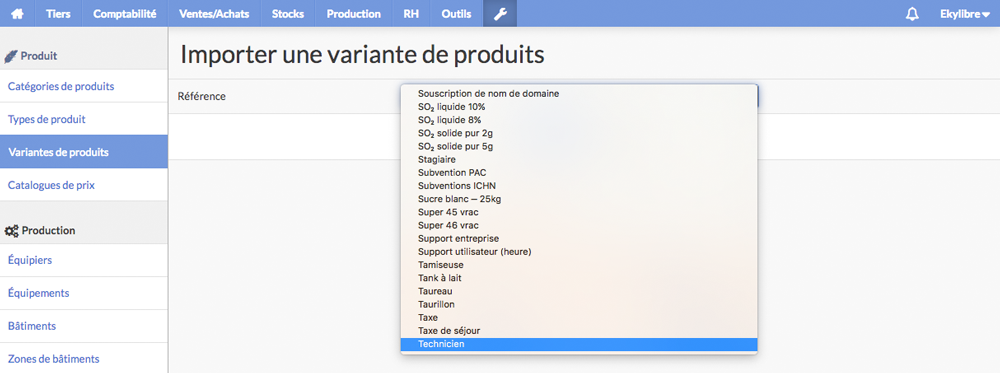 Tiers Comptabilité Ventes/Achats Stocks Production RH Outils Ekylibre
Produit
Importer une variante de produits
Catégories de produits
Types de produit
Variantes de produits
Catalogues de prix
Production
Équipiers
Équipements
Bâtiments
Zones de bâtiments
Référence
Souscription de nom de domaine
SO₂ liquide 10%
SO₂ liquide 8%
SO₂ solide pur 2g
SO₂ solide pur 5g
Stagiaire
Subvention PAC
Subventions ICHN
Sucre blanc — 25kg
Super 45 vrac
Super 46 vrac
Support entreprise
Support utilisateur (heure)
Tamiseuse
Tank à lait
Taureau
Taurillon
Taxe
Taxe de séjour
Technicien